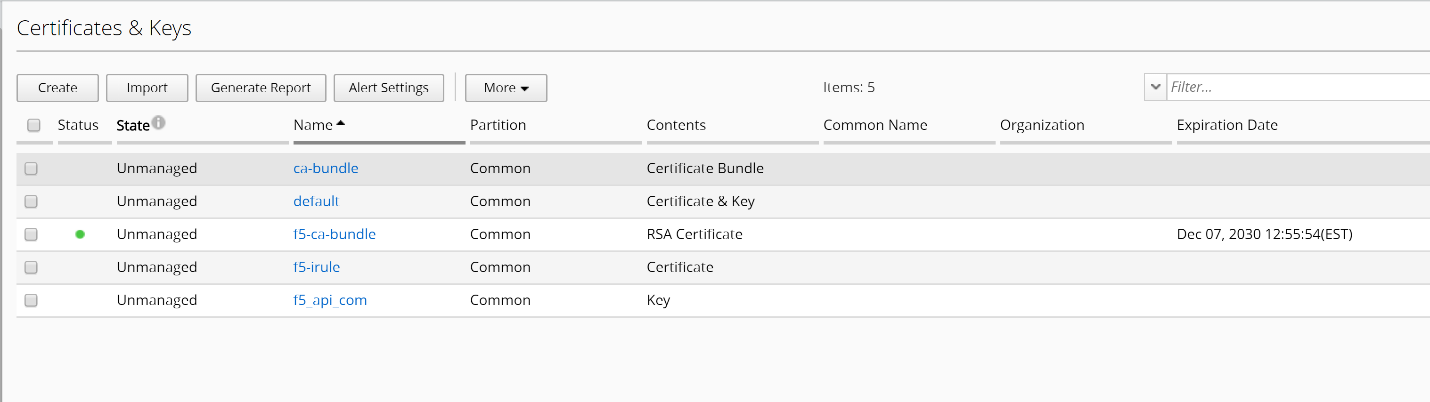 Certificates & Keys
Create Import Generate Report Alert Settings More Items: 5 Filter...
Status State Name Partition Contents Common Name Organization Expiration Date
Unmanaged ca-bundle Common Certificate Bundle
Unmanaged default Common Certificate & Key
Unmanaged f5-ca-bundle Common RSA Certificate Dec 07, 2030 12:55:54(EST)
Unmanaged f5-irule Common Certificate
Unmanaged f5_api_com Common Key